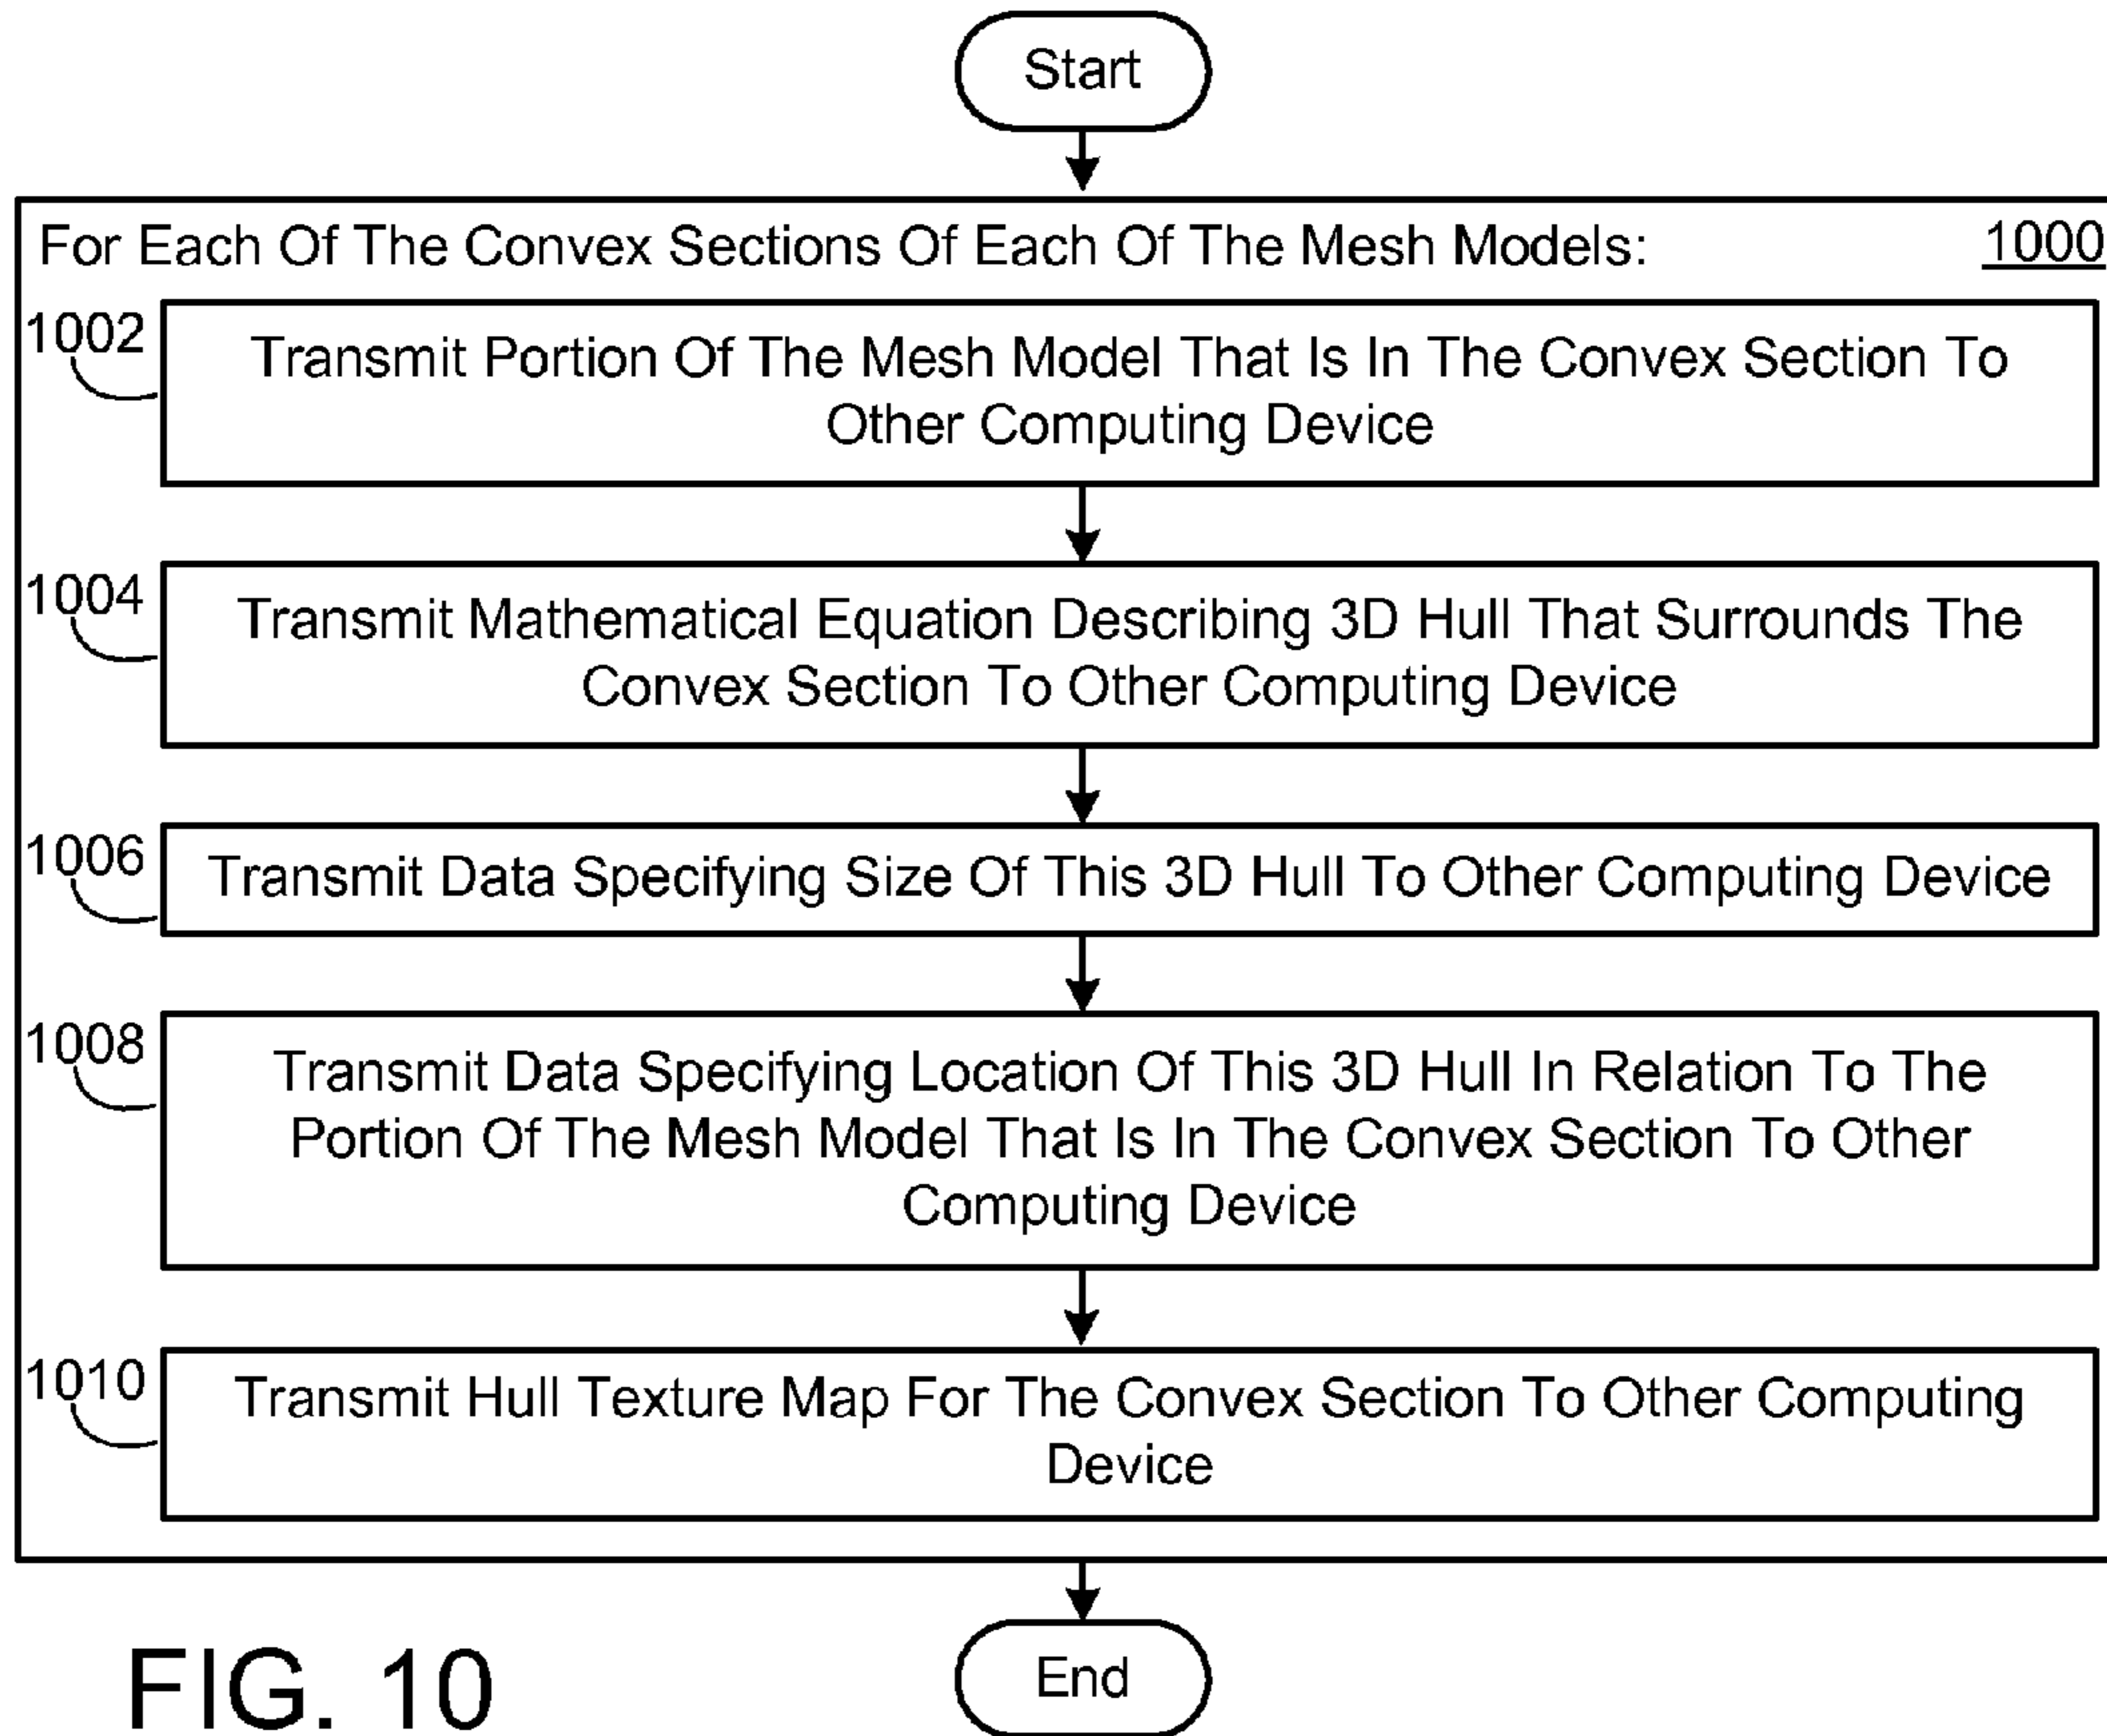 Start
For Each Of The Convex Sections Of Each Of The Mesh Models:
1000
1002
Transmit Portion Of The Mesh Model That Is In The Convex Section To
Other Computing Device
1004
Transmit Mathematical Equation Describing 3D Hull That Surrounds The
Convex Section To Other Computing Device
1006
Transmit Data Specifying Size Of This 3D Hull To Other Computing Device
1008
Transmit Data Specifying Location Of This 3D Hull In Relation To The
Portion Of The Mesh Model That Is In The Convex Section To Other
Computing Device
1010
Transmit Hull Texture Map For The Convex Section To Other Computing
Device
End
FIG. 10